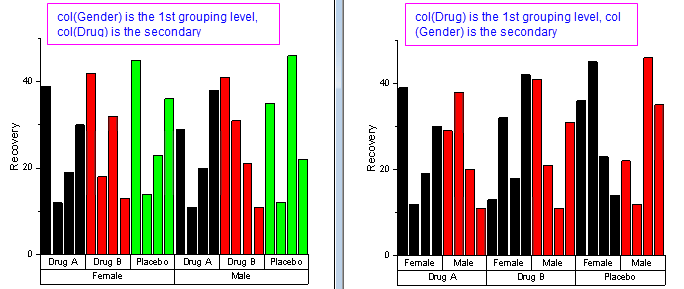 col(Gender) is the 1st grouping level,
col(Drug) is the secondary
Recovery
40
20
0
Drug A Drug B Placebo Drug A Drug B Placebo
Female Male
col(Drug) is the 1st grouping level, col
(Gender) is the secondary
Recovery
40
20
0
Female Male Female Male Female Male
Drug A Drug B Placebo